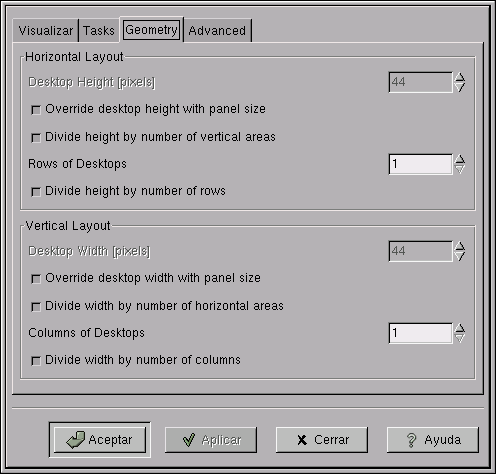 Visualizar Tasks Geometry Advanced
Horizontal Layout
Desktop Height [pixels] 44
Override desktop height with panel size
Divide height by number of vertical areas
Rows of Desktops 1
Divide height by number of rows
Vertical Layout
Desktop Width [pixels] 44
Override desktop width with panel size
Divide width by number of horizontal areas
Columns of Desktops 1
Divide width by number of columns
Aceptar Aplicar Cerrar Ayuda